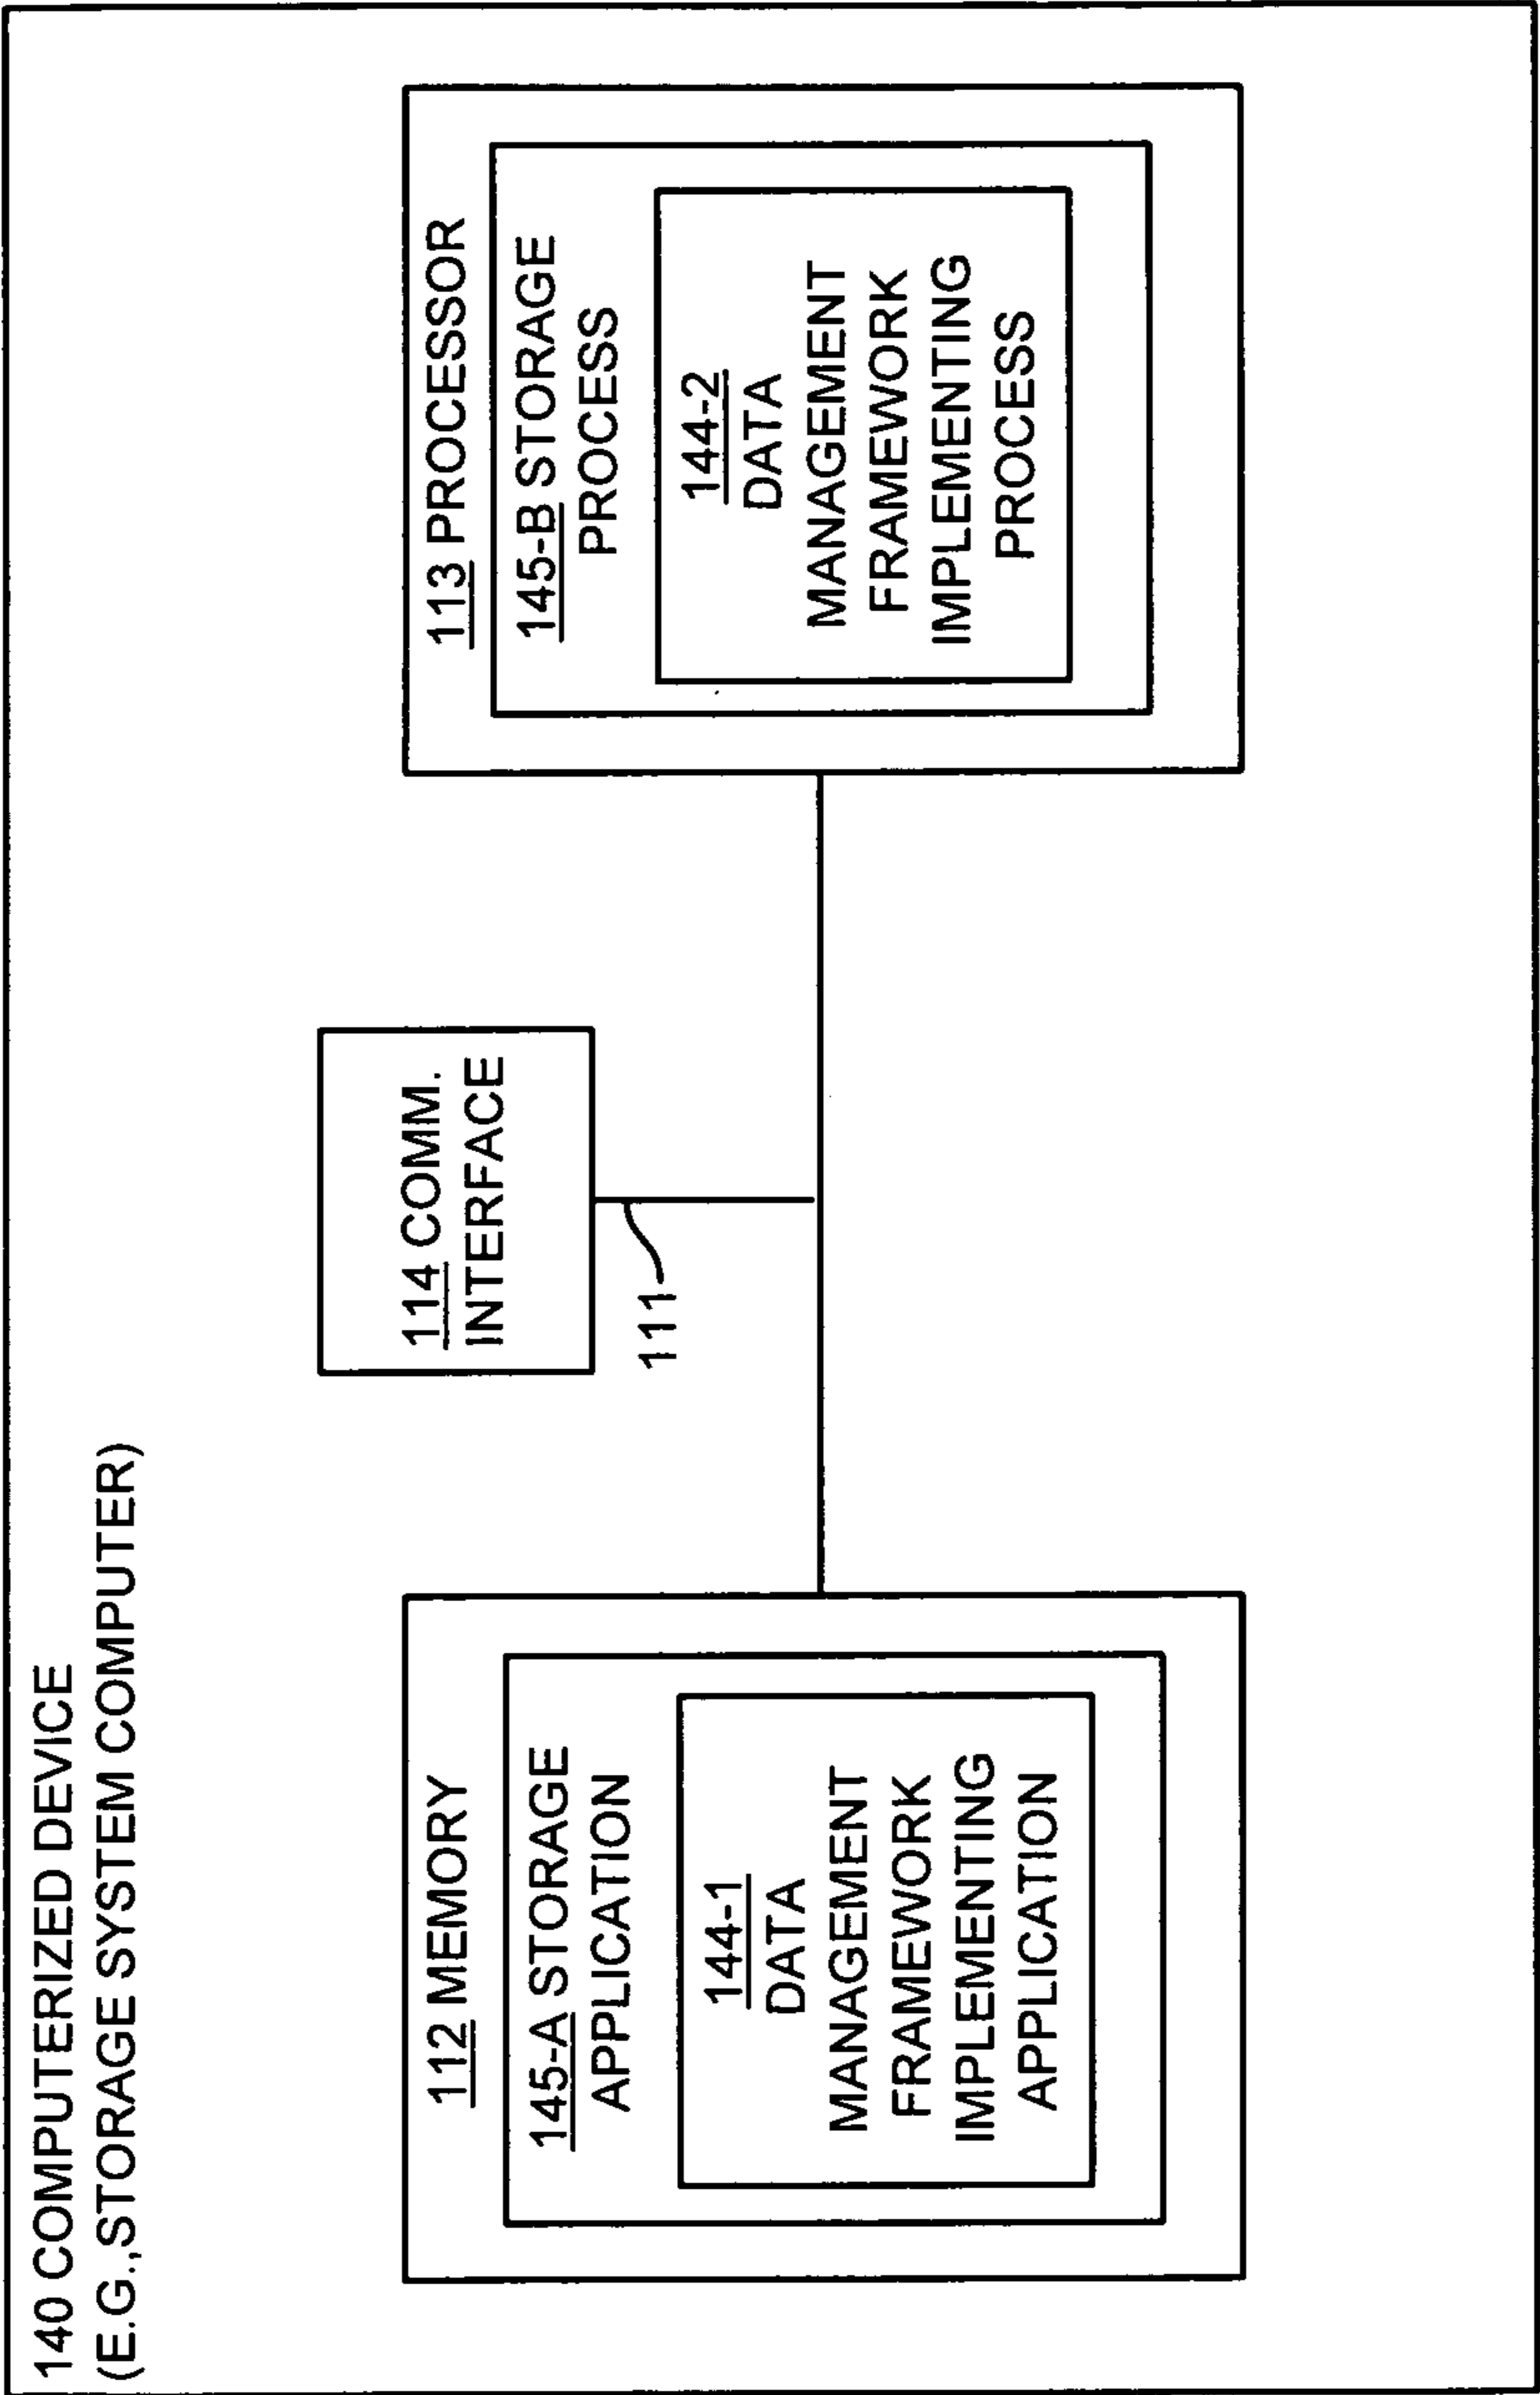 140 COMPUTERIZED DEVICE
(E.G.,STORAGE SYSTEM COMPUTER)
112 MEMORY
145-A STORAGE
APPLICATION
144-1
DATA
MANAGEMENT
FRAMEWORK
IMPLEMENTING
APPLICATION
114 COMM.
INTERFACE
111
113 PROCESSOR
145-B STORAGE
PROCESS
144-2
DATA
MANAGEMENT
FRAMEWORK
IMPLEMENTING
PROCESS